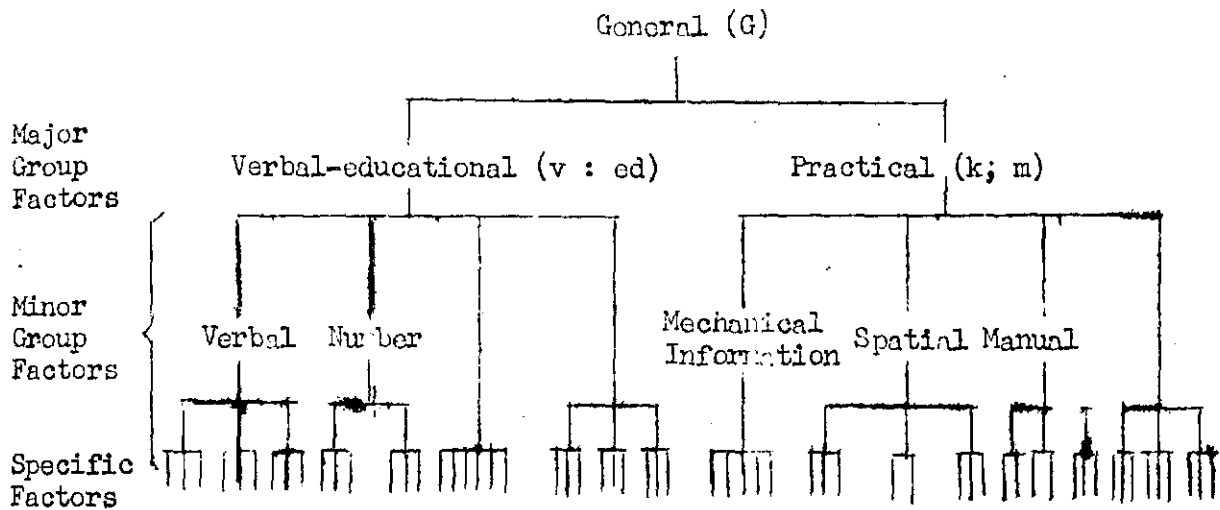 General (G)
Major
Group
Factors
Verbal-educational (v : ed)
Practical (k; m)
Minor
Group
Factors
Verbal
Number
Mechanical
Information
Spatial
Manual
Specific
Factors